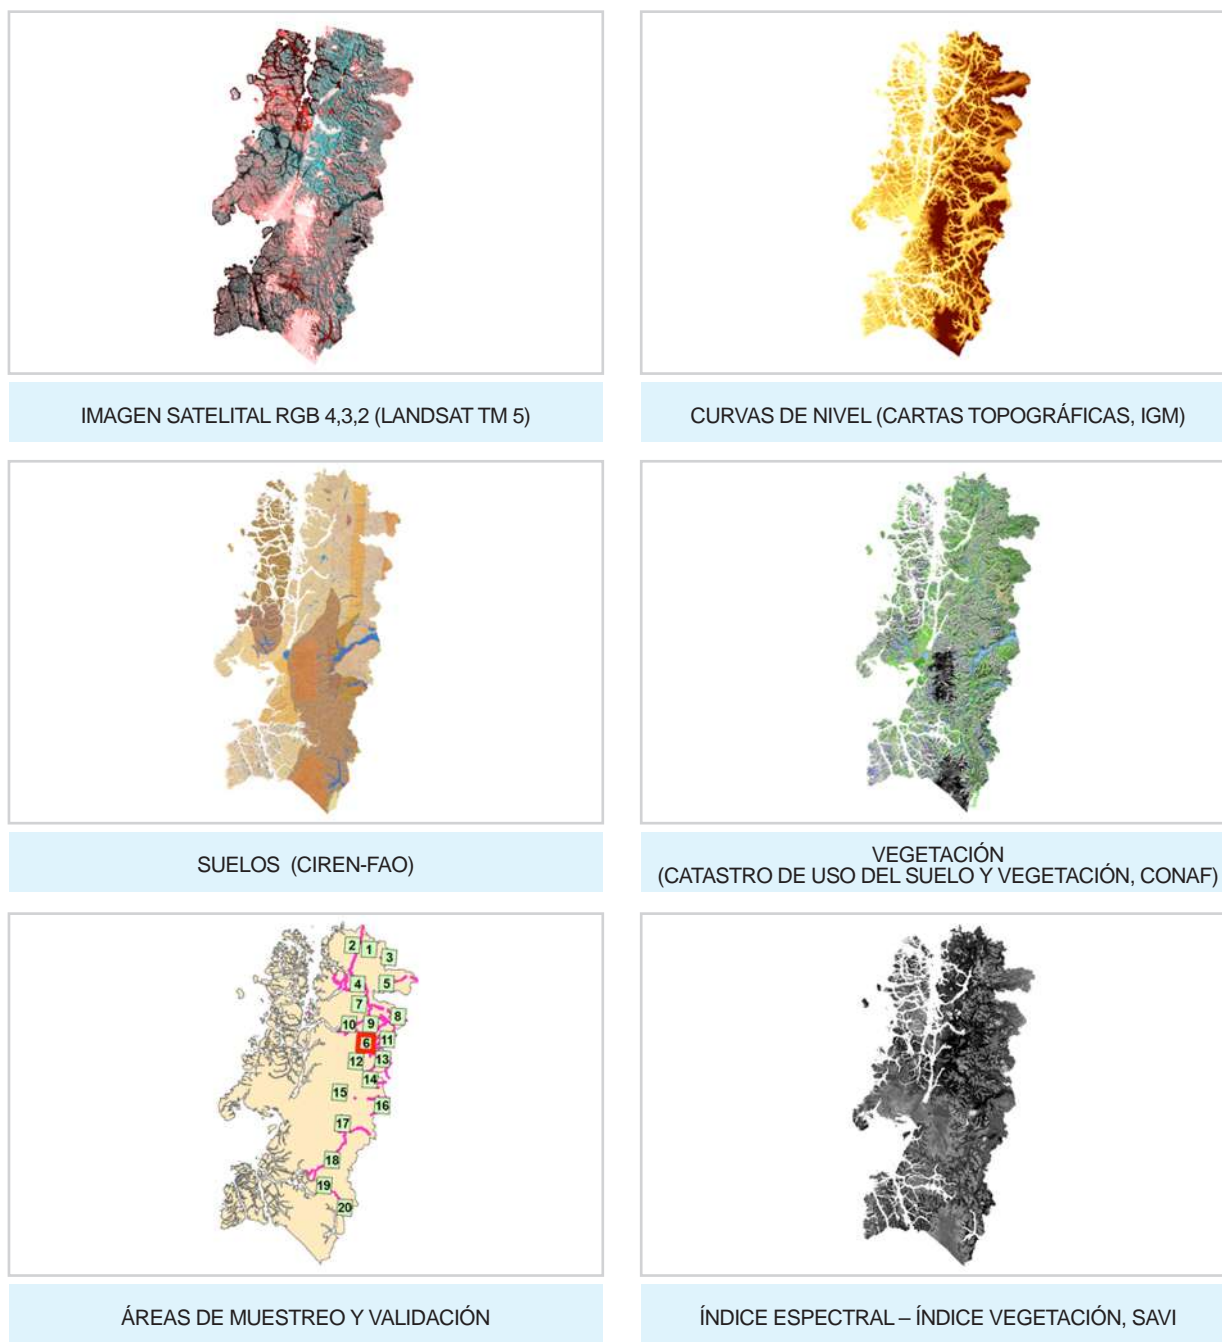 IMAGEN SATELITAL RGB 4,3,2 (LANDSAT TM 5)
CURVAS DE NIVEL (CARTAS TOPOGRÁFICAS, IGM)
SUELOS (CIREN-FAO)
VEGETACIÓN
(CATASTRO DE USO DEL SUELO Y VEGETACIÓN, CONAF)
2
1
3
4
5
7
8
10
9
11
6
12
13
14
15
16
17
18
19
20
ÁREAS DE MUESTREO Y VALIDACIÓN
ÍNDICE ESPECTRAL – ÍNDICE VEGETACIÓN, SAVI